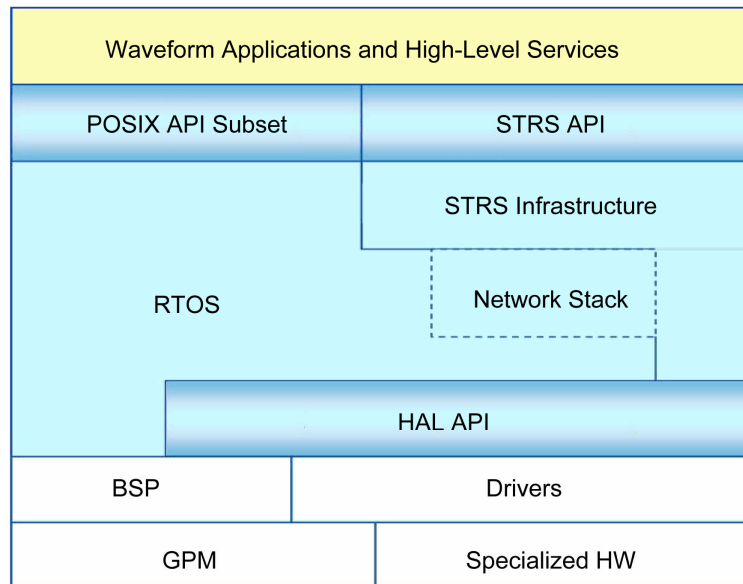 Waveform Applications and High-Level Services
POSIX API Subset
STRS API
STRS Infrastructure
Network Stack
RTOS
HAL API
BSP
Drivers
GPM
Specialized HW